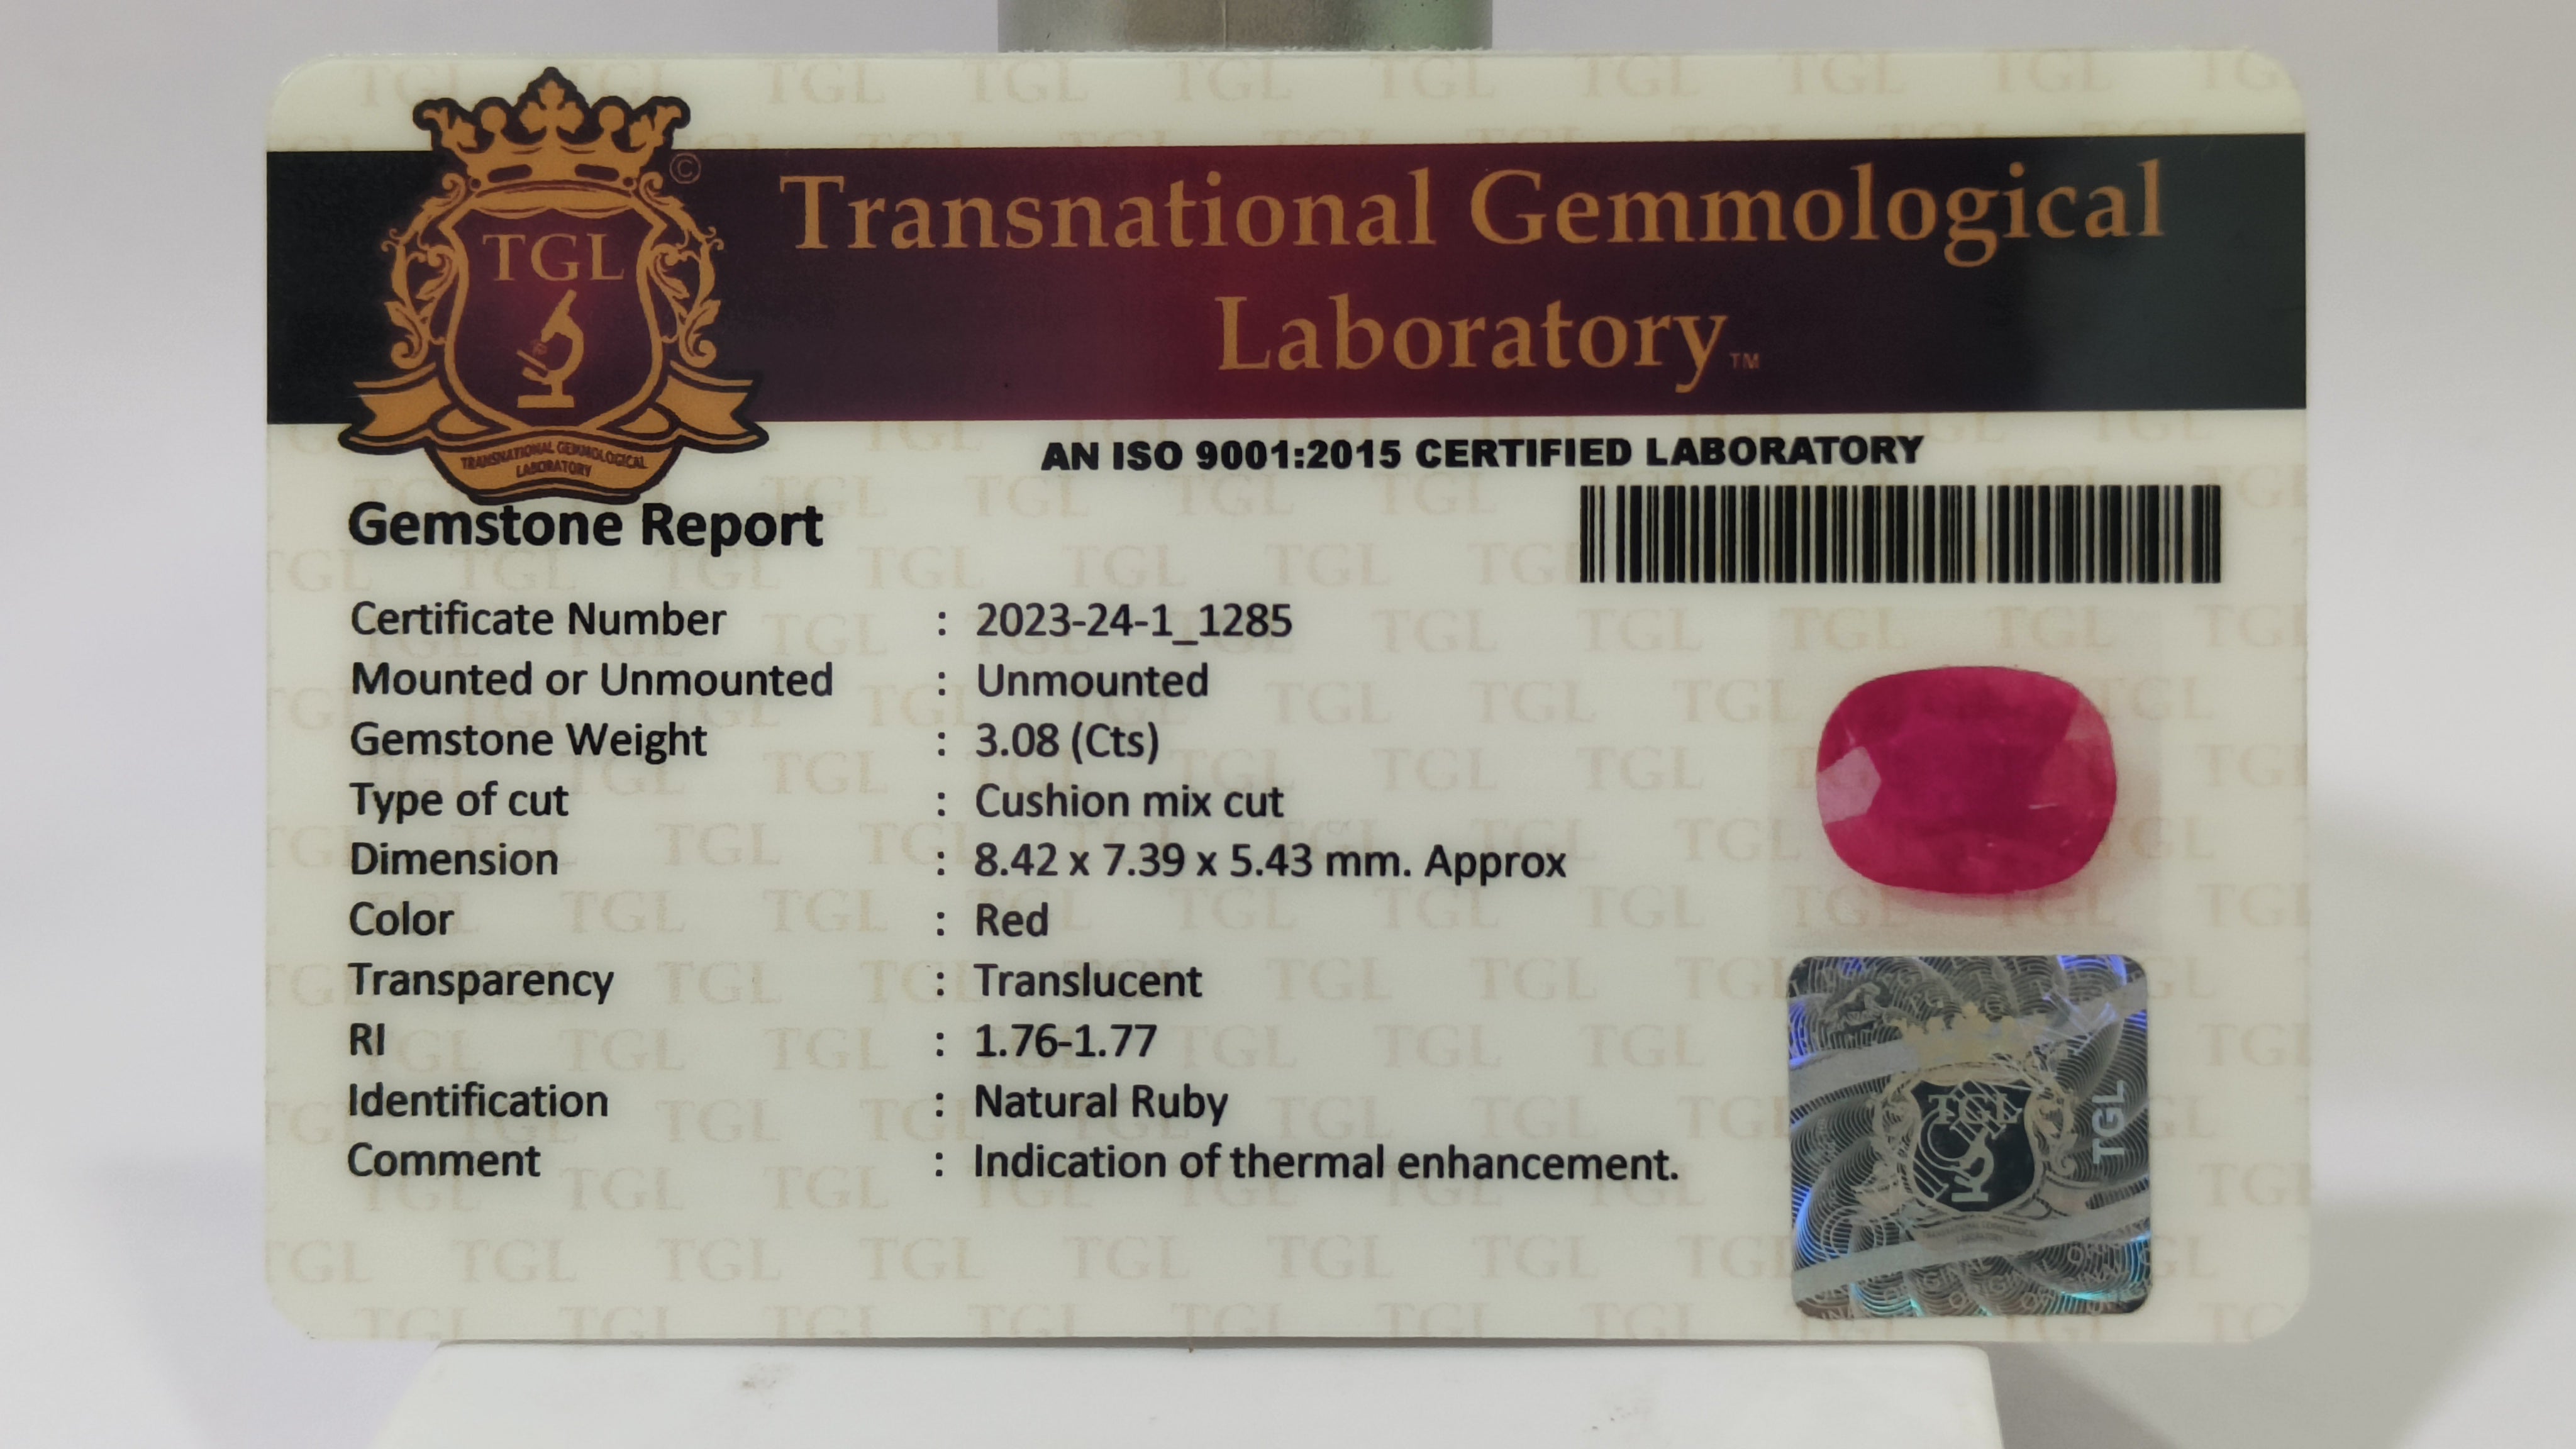 TGL
©
TRANSNATIONAL GEMMOLOGICAL
LABORATORY
Transnational Gemmological
Laboratory™
AN ISO 9001:2015 CERTIFIED LABORATORY
Gemstone Report
Certificate Number : 2023-24-1_1285
Mounted or Unmounted : Unmounted
Gemstone Weight : 3.08 (Cts)
Type of cut : Cushion mix cut
Dimension : 8.42 x 7.39 x 5.43 mm. Approx
Color : Red
Transparency : Translucent
RI : 1.76-1.77
Identification : Natural Ruby
Comment : Indication of thermal enhancement.
TGL
TGL